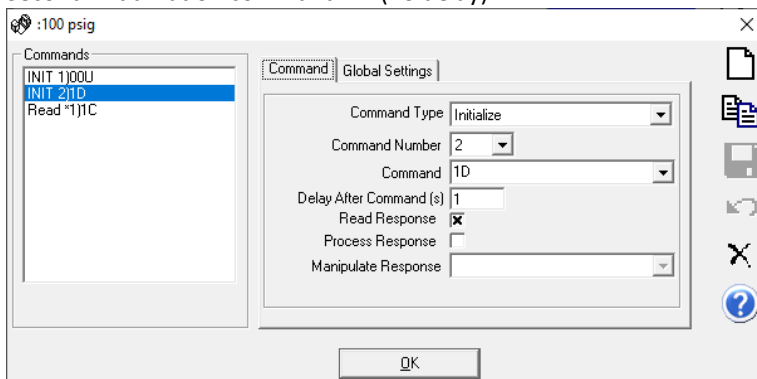 :100 psig
Commands
INIT 1)00U
INIT 2)1D
Read *1)1C
Command Global Settings
Command Type Initialize
Command Number 2
Command 1D
Delay After Command (s) 1
Read Response
Process Response
Manipulate Response
OK